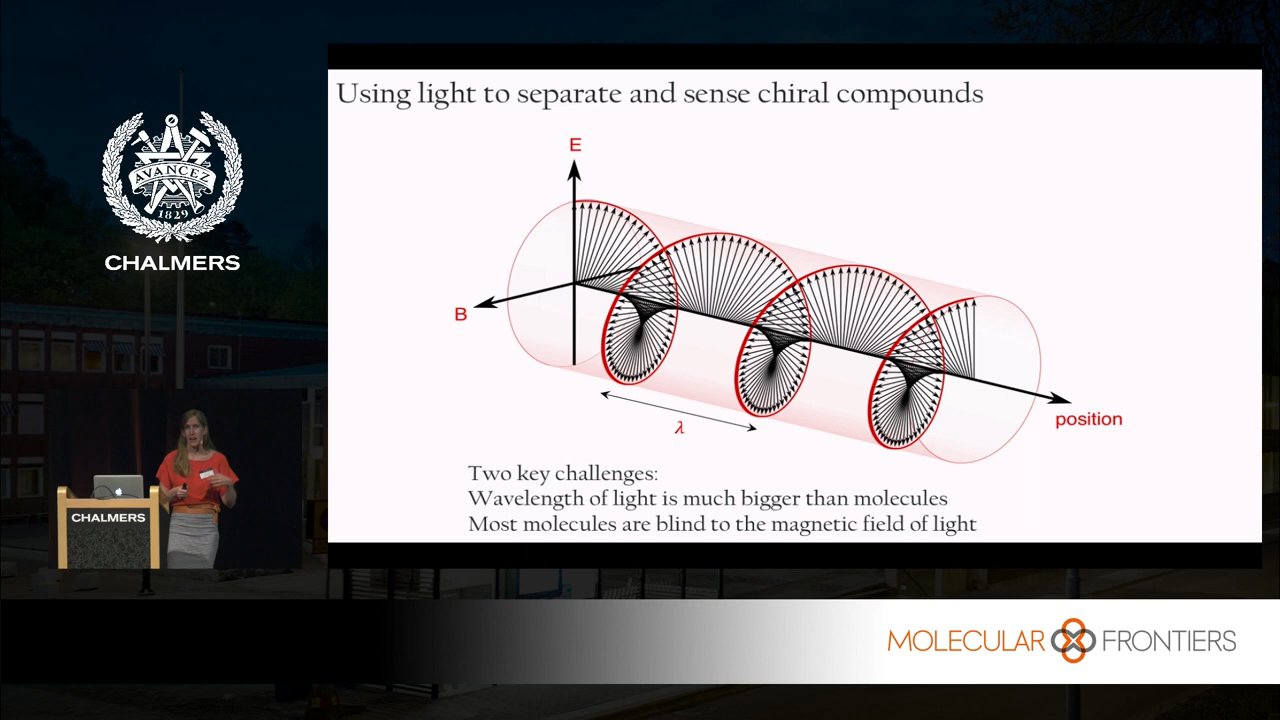 AVANCEZ
1829
CHALMERS
CHALMERS
Using light to separate and sense chiral compounds
E
B
λ
position
Two key challenges:
Wavelength of light is much bigger than molecules
Most molecules are blind to the magnetic field of light
MOLECULAR FRONTIERS